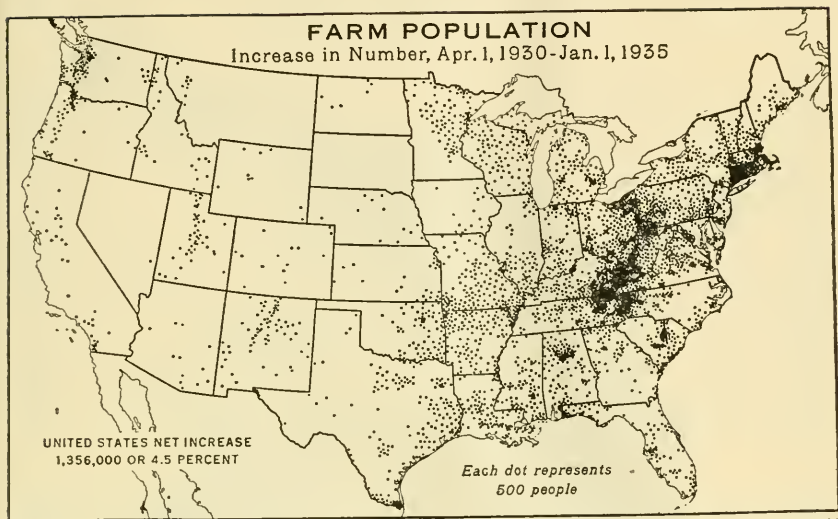 FARM POPULATION
Increase in Number, Apr. 1, 1930-Jan. 1, 1935
UNITED STATES NET INCREASE
1,356,000 OR 4.5 PERCENT
Each dot represents
500 people